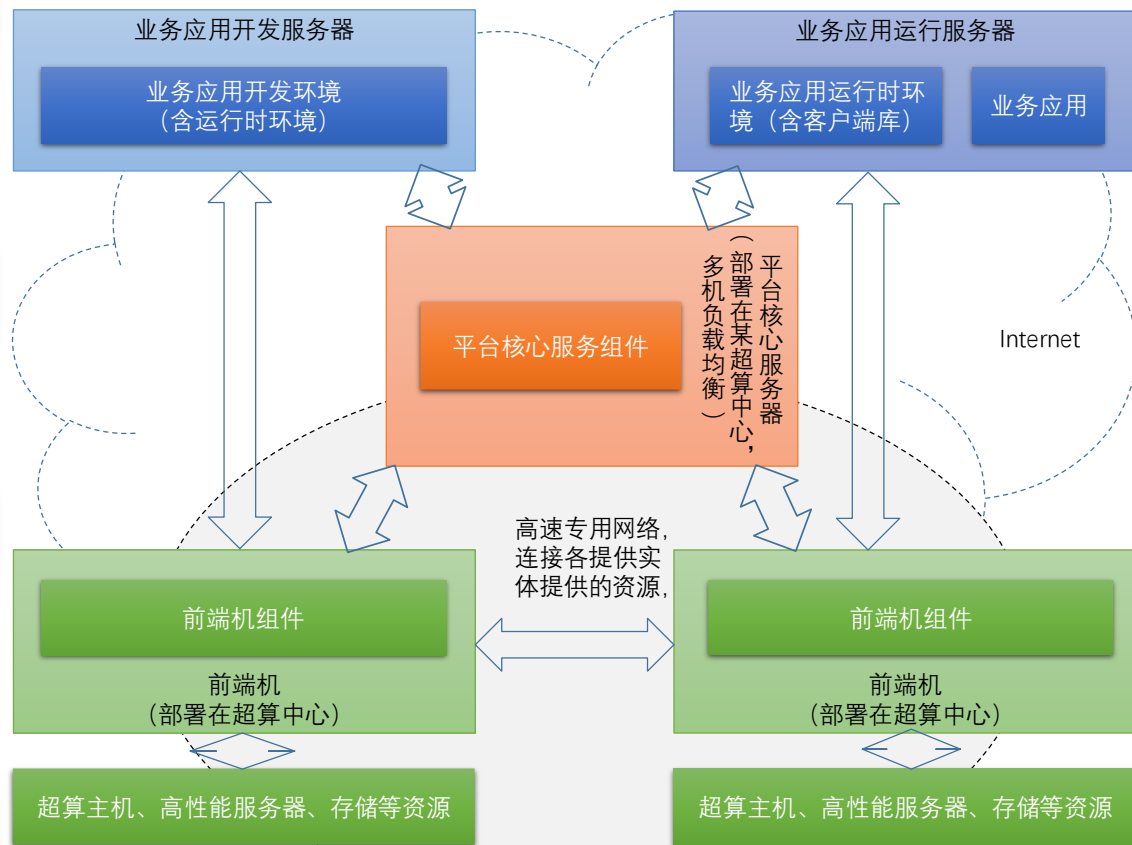 业务应用开发服务器
业务应用开发环境
（含运行时环境）
业务应用运行服务器
业务应用运行时环
境（含客户端库）
业务应用
平台核心服务组件
平台核心服务器
（部署在某超算中心，
多机负载均衡）
Internet
高速专用网络，
连接各提供实
体提供的资源，
前端机组件
前端机
（部署在超算中心）
前端机组件
前端机
（部署在超算中心）
超算主机、高性能服务器、存储等资源
超算主机、高性能服务器、存储等资源